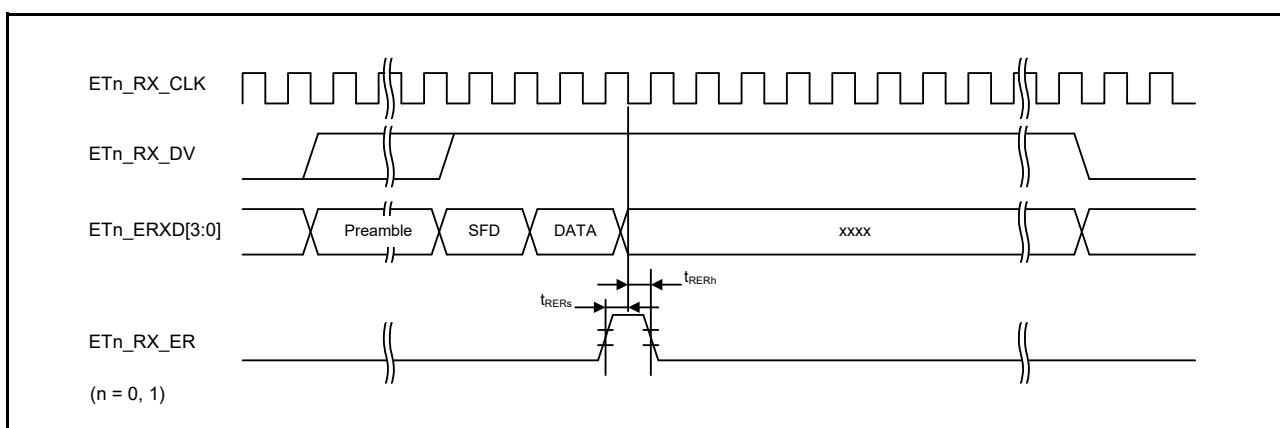 ETn_RX_CLK
ETn_RX_DV
ETn_ERXD[3:0]
Preamble
SFD
DATA
xxxx
tRERh
tRERs
ETn_RX_ER
(n = 0, 1)